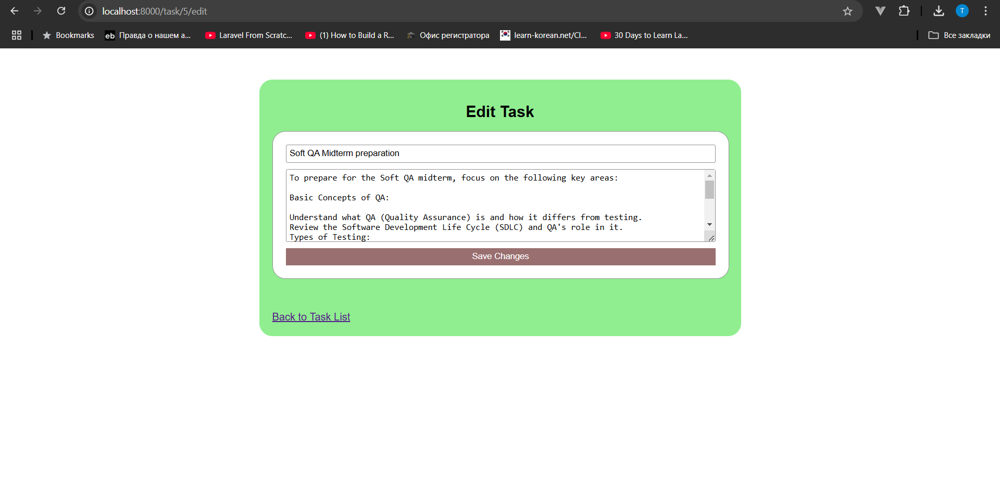 localhost:8000/task/5/edit
T
Bookmarks
eb Правда о нашем а...
Laravel From Scratc...
(1) How to Build a R...
Офис регистратора
learn-korean.net/Cl...
30 Days to Learn La...
Все закладки
Edit Task
Soft QA Midterm preparation
To prepare for the Soft QA midterm, focus on the following key areas:
Basic Concepts of QA:
Understand what QA (Quality Assurance) is and how it differs from testing.
Review the Software Development Life Cycle (SDLC) and QA's role in it.
Types of Testing:
Save Changes
Back to Task List